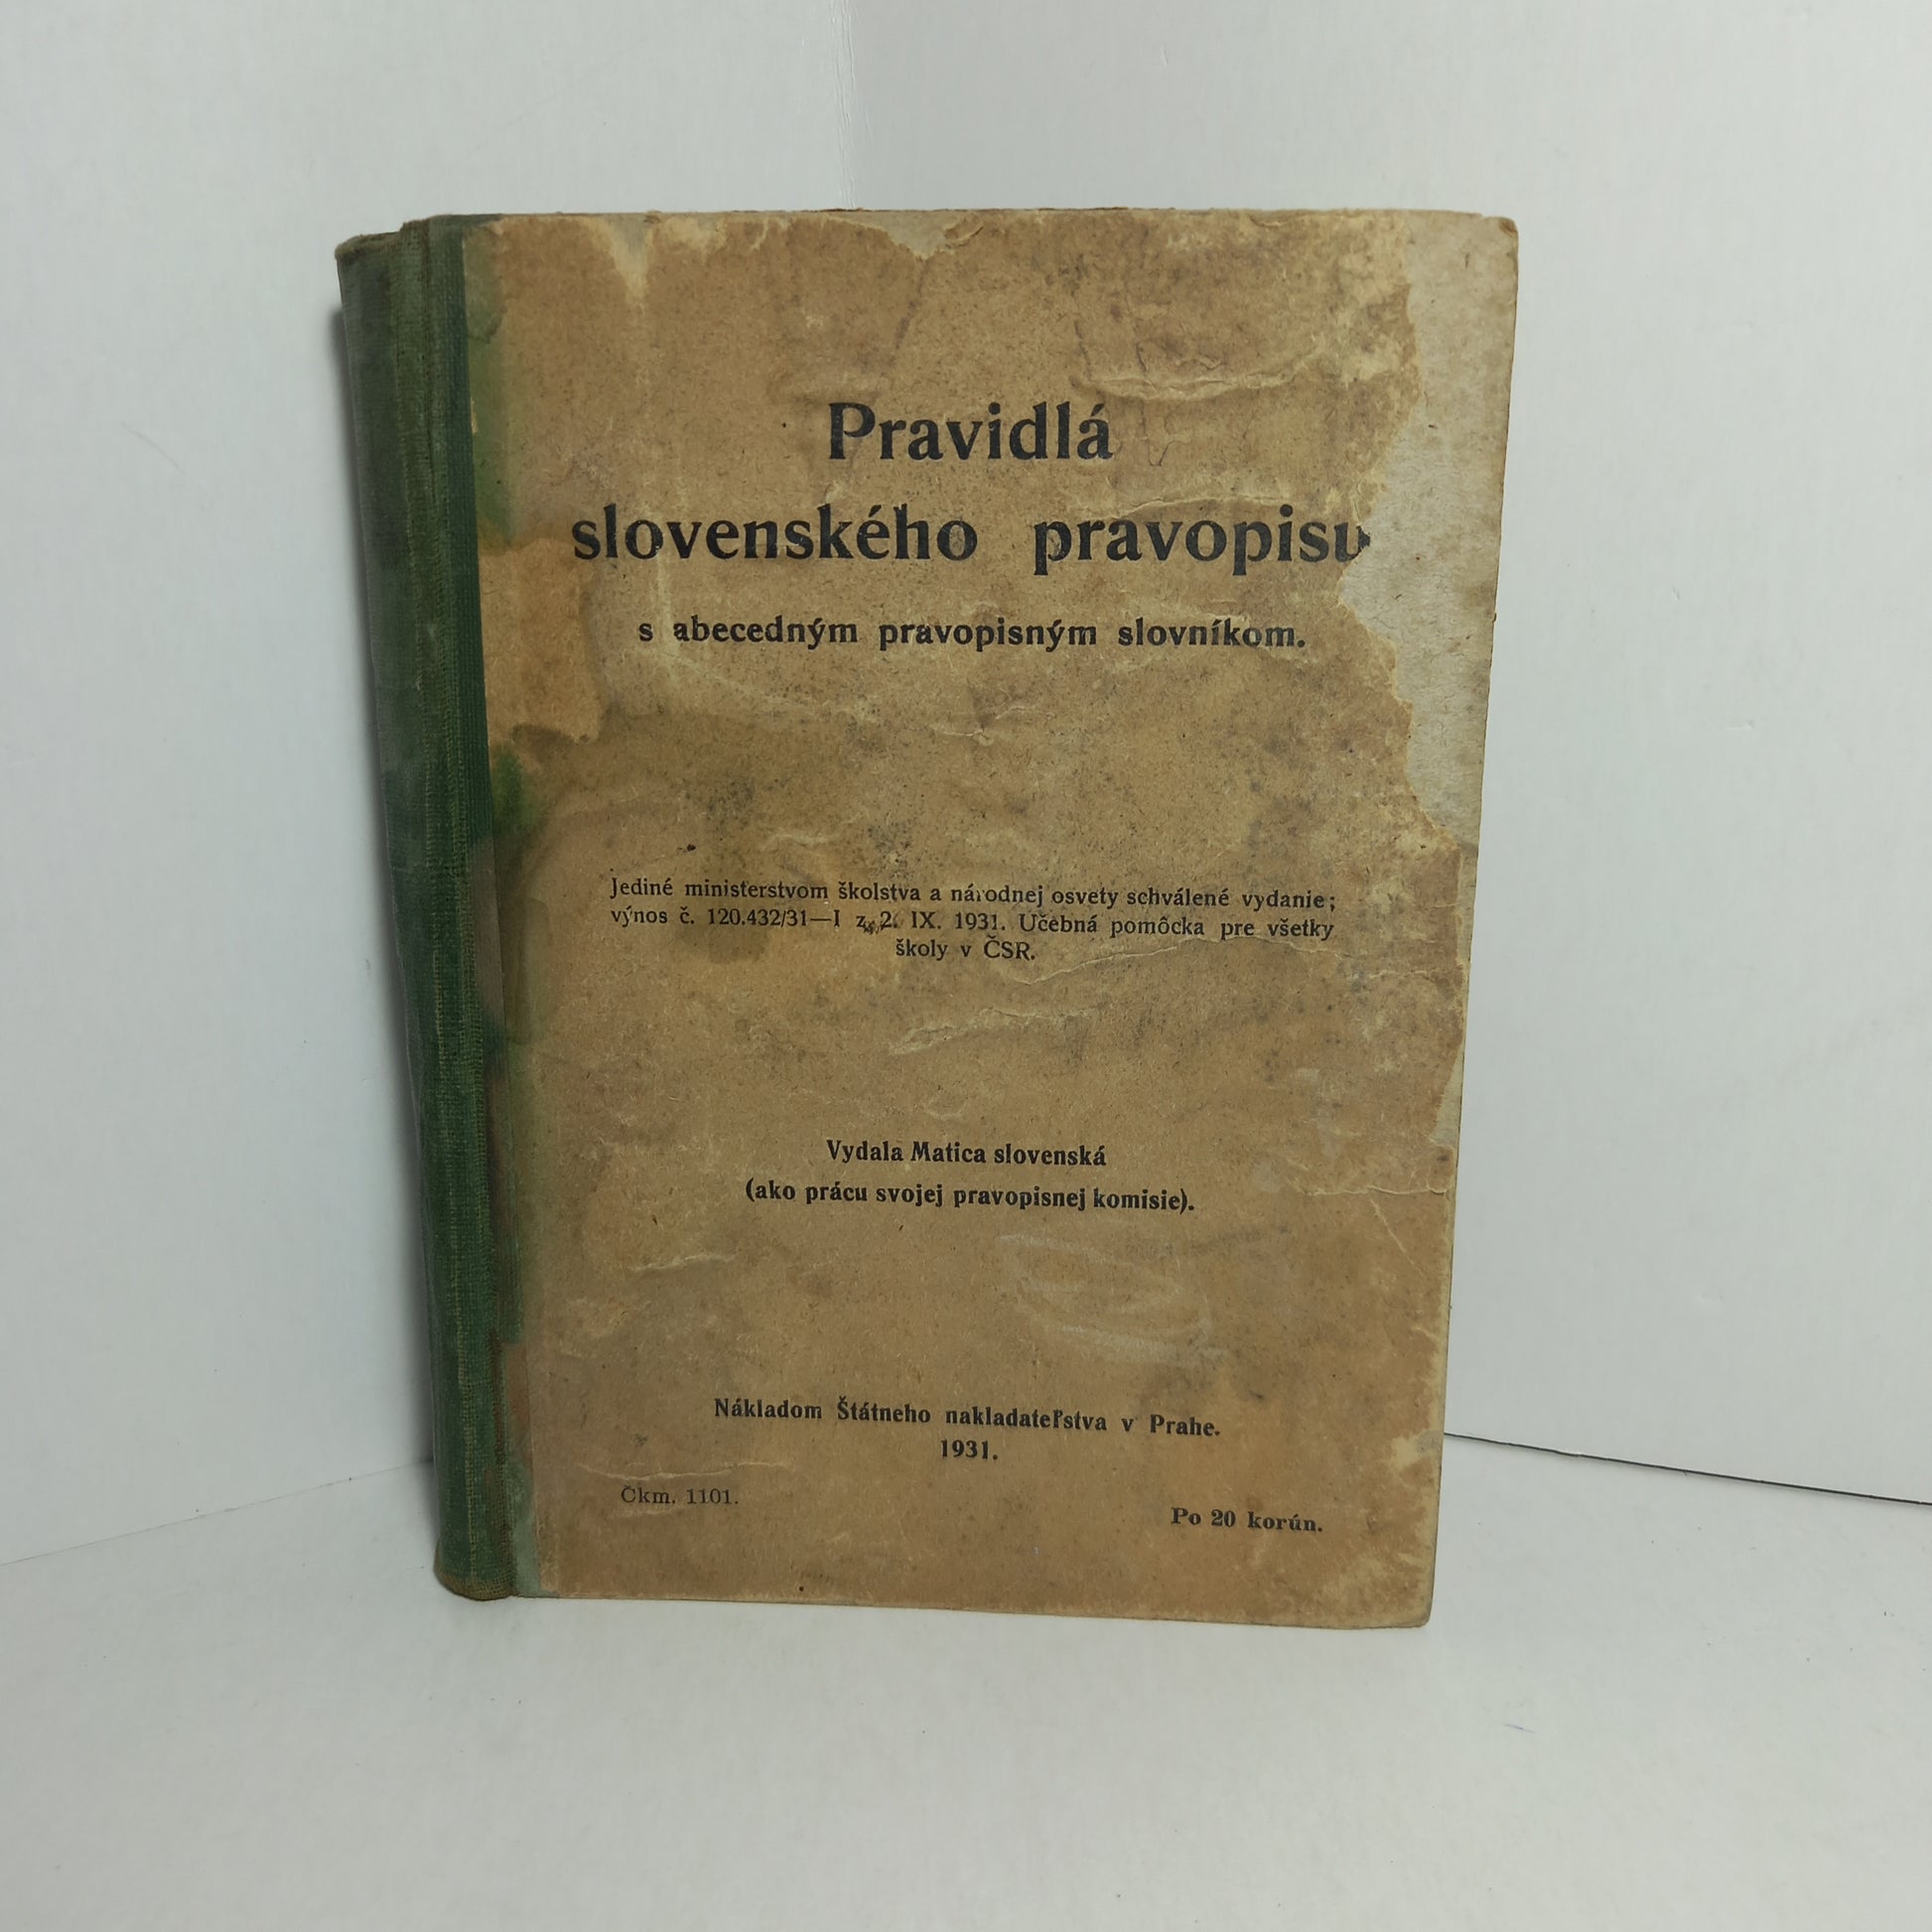 Pravidlá
slovenského pravopisu
s abecedným pravopisným slovníkom.
Jediné ministerstvom školstva a národnej osvety schválené vydanie;
výnos č. 120.432/31—I z 2. IX. 1931. Učebná pomôcka pre všetky
školy v ČSR.
Vydala Matica slovenská
(ako prácu svojej pravopisnej komisie).
Nákladom Štátneho nakladateľstva v Prahe.
1931.
Čkm. 1101.
Po 20 korún.